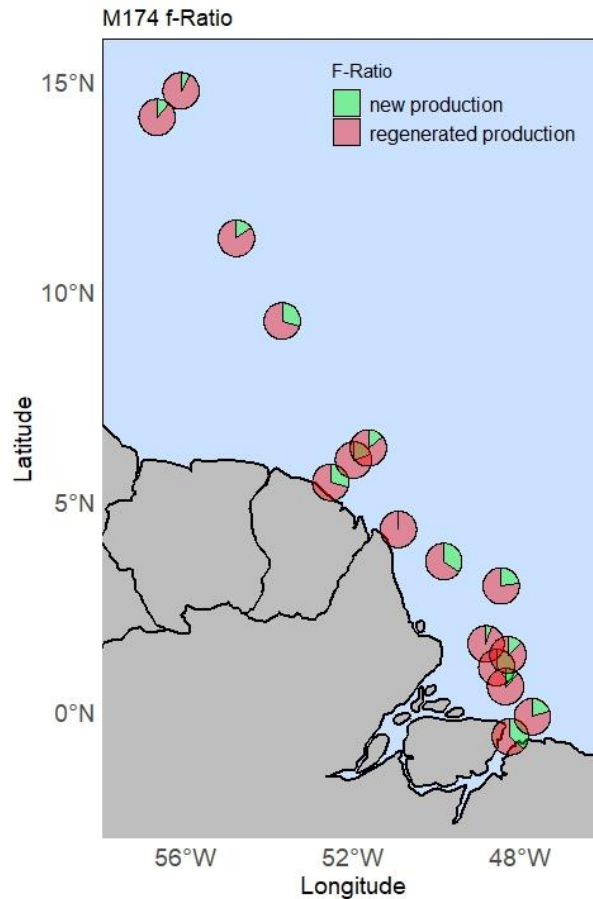 M174 f-Ratio
F-Ratio
new production
regenerated production
15°N
10°N
5°N
0°N
Latitude
56°W 52°W 48°W
Longitude